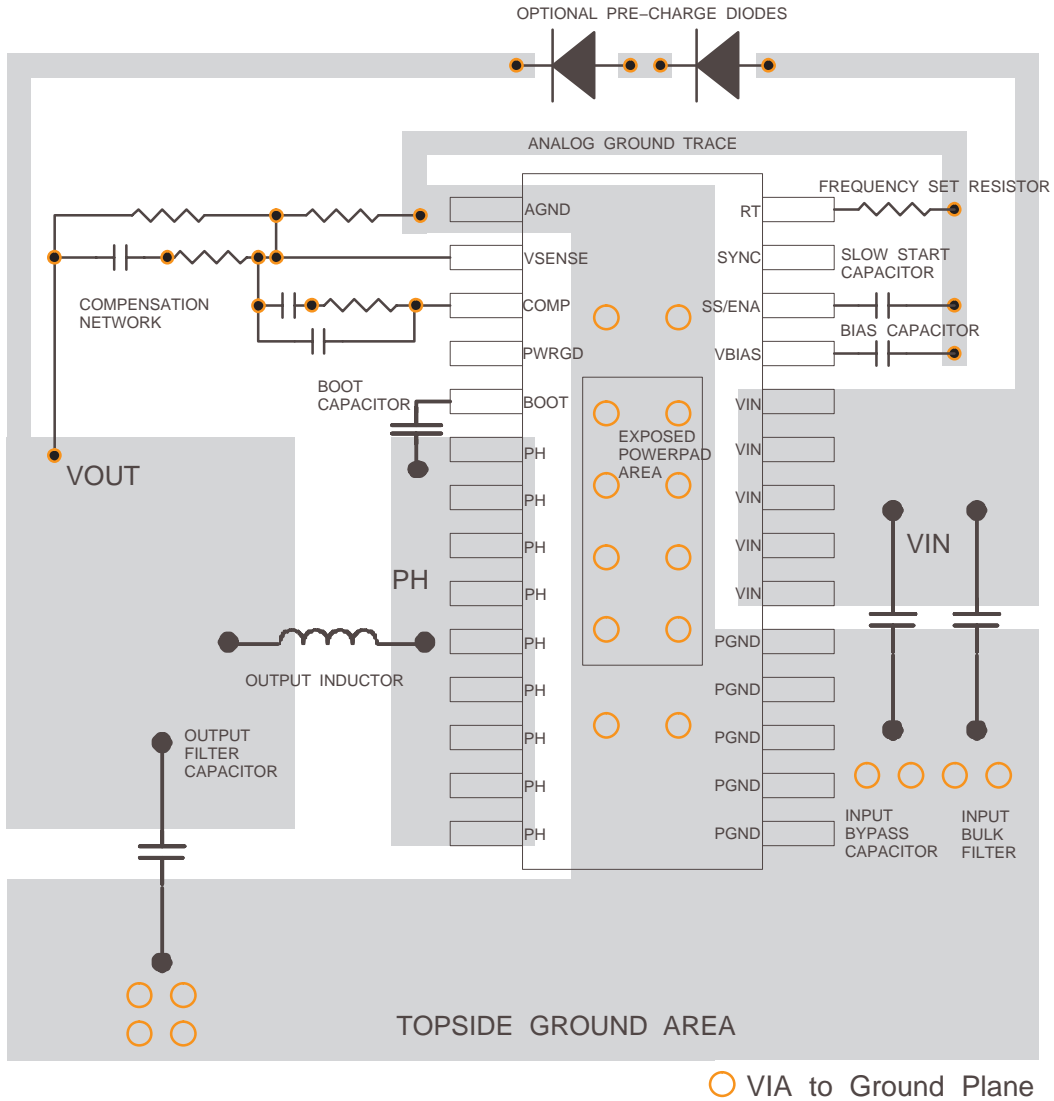 OPTIONAL PRE-CHARGE DIODES
ANALOG GROUND TRACE
FREQUENCY SET RESISTOR
AGND
RT
VSENSE
SYNC
SLOW START
CAPACITOR
COMPENSATION
NETWORK
COMP
SS/ENA
BIAS CAPACITOR
PWRGD
VBIAS
BOOT
CAPACITOR
BOOT
VIN
EXPOSED
POWERPAD
AREA
PH
VIN
VOUT
PH
VIN
PH
VIN
VIN
PH
PH
VIN
PH
PGND
OUTPUT INDUCTOR
PH
PGND
OUTPUT
FILTER
CAPACITOR
PH
PGND
PH
PGND
INPUT
BYPASS
CAPACITOR
INPUT
BULK
FILTER
PH
PGND
TOPSIDE GROUND AREA
VIA to Ground Plane